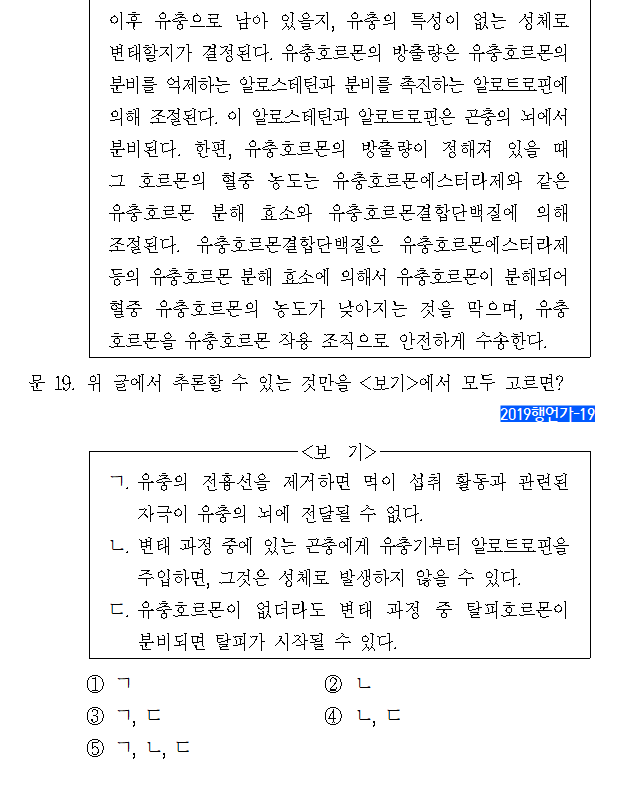 이후 유충으로 남아 있을지, 유충의 특성이 없는 성체로
변태할지가 결정된다. 유충호르몬의 방출량은 유충호르몬의
분비를 억제하는 알로스테틴과 분비를 촉진하는 알로트로핀에
의해 조절된다. 이 알로스테틴과 알로트로핀은 곤충의 뇌에서
분비된다. 한편, 유충호르몬의 방출량이 정해져 있을 때
그 호르몬의 혈중 농도는 유충호르몬에스터라제와 같은
유충호르몬 분해 효소와 유충호르몬결합단백질에 의해
조절된다. 유충호르몬결합단백질은 유충호르몬에스터라제
등의 유충호르몬 분해 효소에 의해서 유충호르몬이 분해되어
혈중 유충호르몬의 농도가 낮아지는 것을 막으며, 유충
호르몬을 유충호르몬 작용 조직으로 안전하게 수송한다.
문 19. 위 글에서 추론할 수 있는 것만을 <보기>에서 모두 고르면?
2019행언가-19
<보 기>
ㄱ. 유충의 전흉선을 제거하면 먹이 섭취 활동과 관련된
자극이 유충의 뇌에 전달될 수 없다.
ㄴ. 변태 과정 중에 있는 곤충에게 유충기부터 알로트로핀을
주입하면, 그것은 성체로 발생하지 않을 수 있다.
ㄷ. 유충호르몬이 없더라도 변태 과정 중 탈피호르몬이
분비되면 탈피가 시작될 수 있다.
① ㄱ ② ㄴ
③ ㄱ, ㄷ ④ ㄴ, ㄷ
⑤ ㄱ, ㄴ, ㄷ